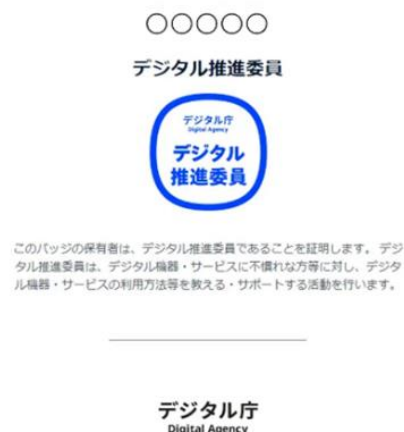 ○○○○○
デジタル推進委員
デジタル庁
Digital Agency
デジタル
推進委員
このバッジの保有者は、デジタル推進委員であることを証明します。 デジ
タル推進委員は、デジタル機器・サービスに不慣れな方等に対し、デジタ
ル機器・サービスの利用方法等を教える・サポートする活動を行います。
デジタル庁
Digital Agency